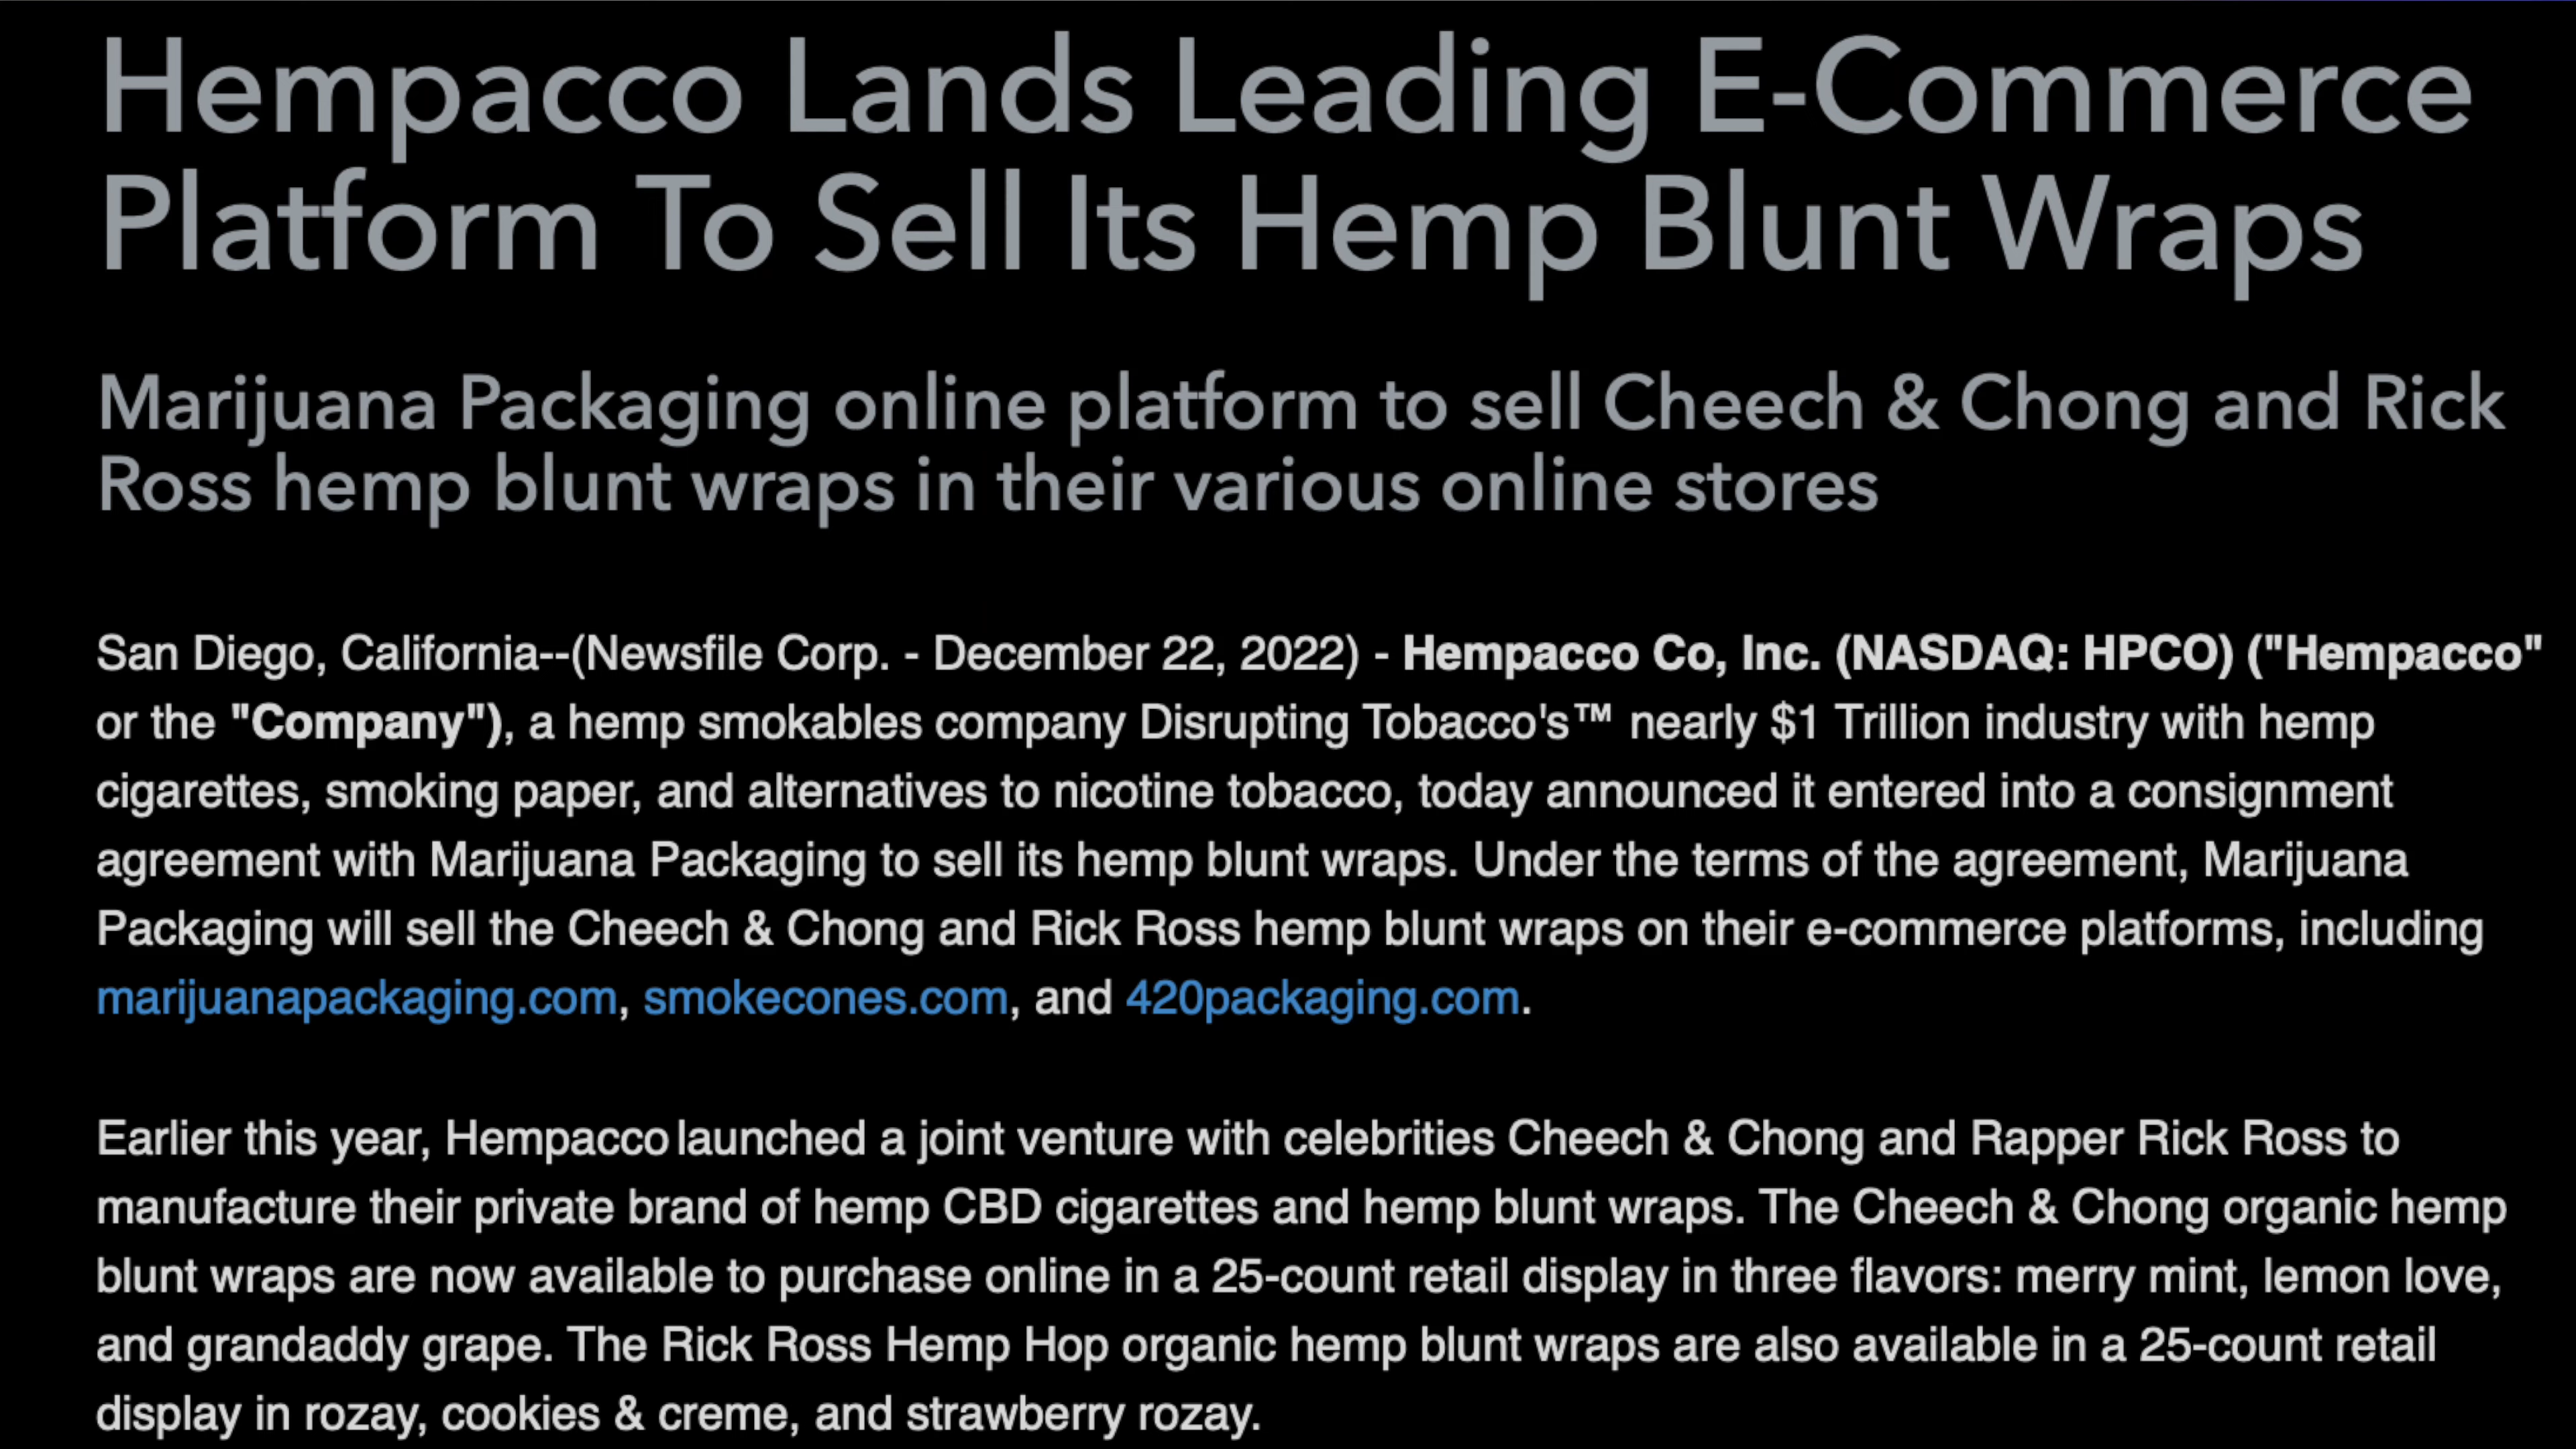 Hempacco Lands Leading E-Commerce
Platform To Sell Its Hemp Blunt Wraps
Marijuana Packaging online platform to sell Cheech & Chong and Rick
Ross hemp blunt wraps in their various online stores
San Diego, California--(Newsfile Corp. - December 22, 2022) - Hempacco Co, Inc. (NASDAQ: HPCO) ("Hempacco"
or the "Company"), a hemp smokables company Disrupting Tobacco's™ nearly $1 Trillion industry with hemp
cigarettes, smoking paper, and alternatives to nicotine tobacco, today announced it entered into a consignment
agreement with Marijuana Packaging to sell its hemp blunt wraps. Under the terms of the agreement, Marijuana
Packaging will sell the Cheech & Chong and Rick Ross hemp blunt wraps on their e-commerce platforms, including
marijuanapackaging.com, smokecones.com, and 420packaging.com.
Earlier this year, Hempacco launched a joint venture with celebrities Cheech & Chong and Rapper Rick Ross to
manufacture their private brand of hemp CBD cigarettes and hemp blunt wraps. The Cheech & Chong organic hemp
blunt wraps are now available to purchase online in a 25-count retail display in three flavors: merry mint, lemon love,
and grandaddy grape. The Rick Ross Hemp Hop organic hemp blunt wraps are also available in a 25-count retail
display in rozay, cookies & creme, and strawberry rozay.